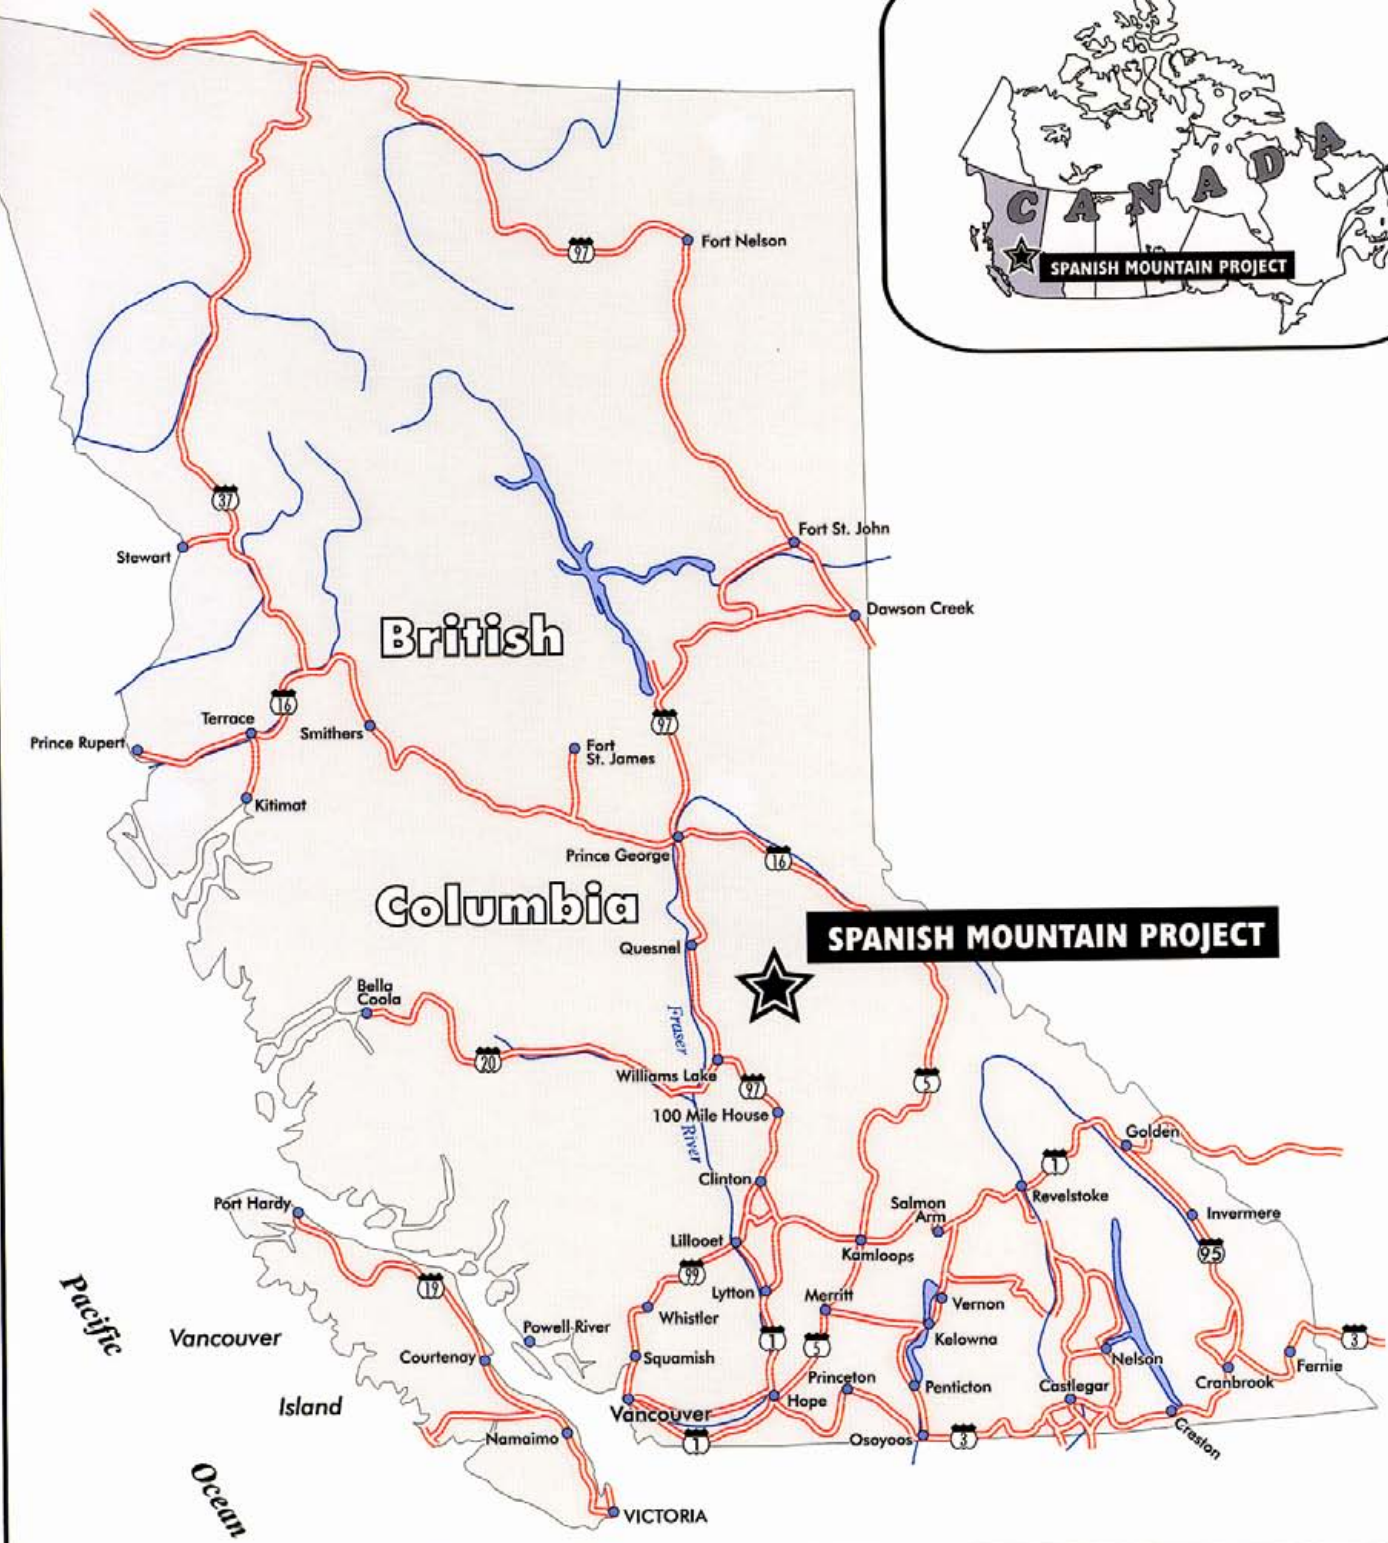 CANADA
SPANISH MOUNTAIN PROJECT
97
Fort Nelson
37
Stewart
Fort St. John
Dawson Creek
British
16
Terrace
Prince Rupert
Smithers
97
Fort
St. James
Kitimat
Prince George
16
Columbia
SPANISH MOUNTAIN PROJECT
Quesnel
Bella
Coola
Fraser
20
Williams Lake
97
5
100 Mile House
River
Golden
1
Clinton
Revelstoke
Port Hardy
Salmon
Arm
Invermere
Lillooet
Kamloops
95
99
19
Lytton
Merritt
Vernon
Whistler
Pacific
Vancouver
Powell River
1
5
Kelowna
3
Courtenay
Squamish
Nelson
Fernie
Princeton
Penticton
Castlegar
Cranbrook
Island
Vancouver
Hope
Namaimo
1
Osoyoos
3
Creston
Ocean
VICTORIA